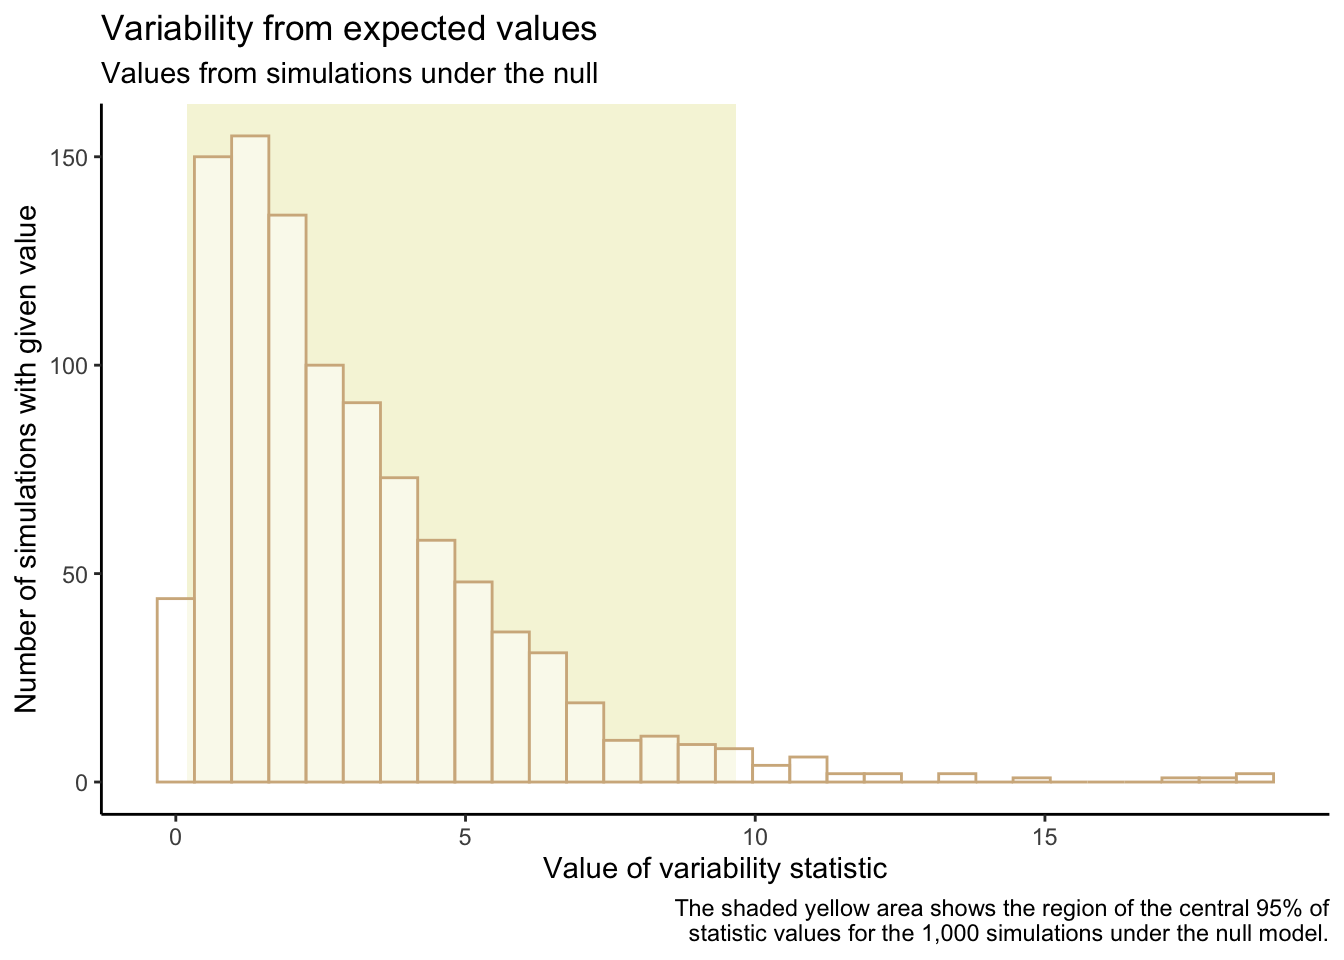 Variability from expected values
Values from simulations under the null
Number of simulations with given value
150
100
50
0
0
5
10
15
Value of variability statistic
The shaded yellow area shows the region of the central 95% of
statistic values for the 1,000 simulations under the null model.